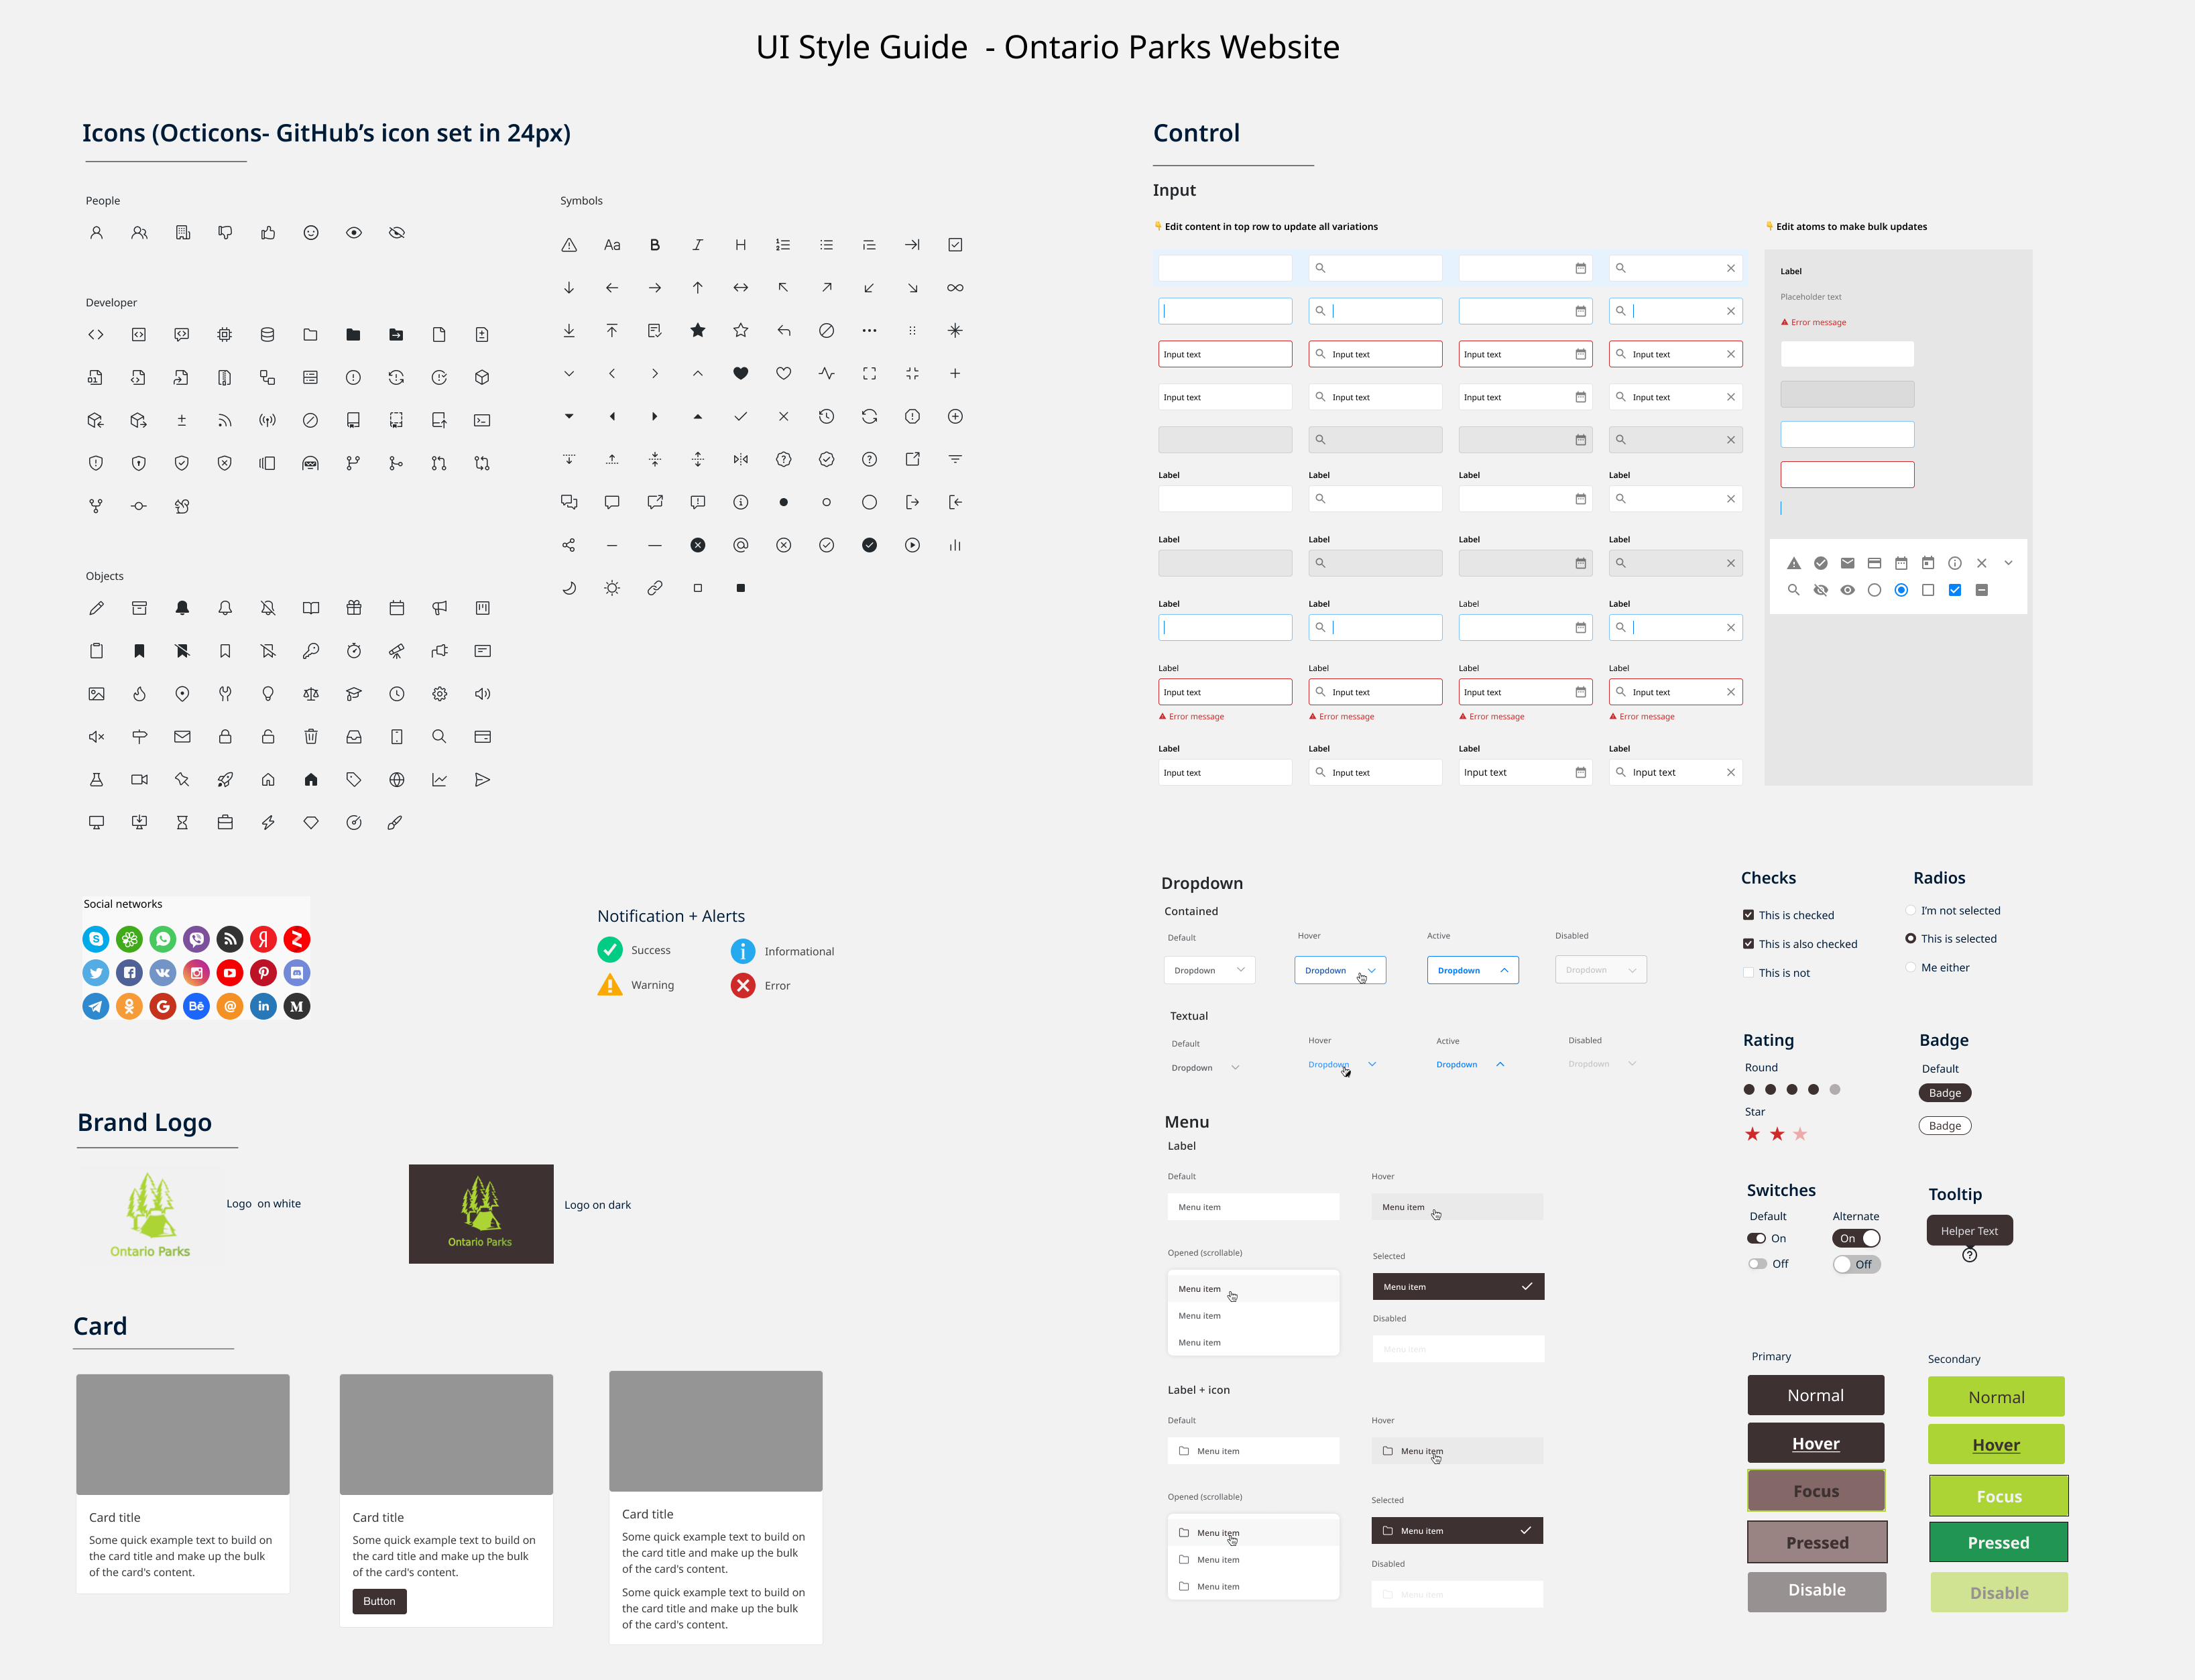 UI Style Guide - Ontario Parks Website
Icons (Octicons- GitHub's icon set in 24px)
People
Developer
Objects
Symbols
Aa
Social networks
Notification + Alerts
Success
Informational
Warning
Error
Brand Logo
Ontario Parks
Logo on white
Ontario Parks
Logo on dark
Card
Card title
Some quick example text to build on
the card title and make up the bulk
of the card's content.
Card title
Some quick example text to build on
the card title and make up the bulk
of the card's content.
Button
Card title
Some quick example text to build on
the card title and make up the bulk
of the card's content.
Some quick example text to build on
the card title and make up the bulk
of the card's content.
Control
Input
👇 Edit content in top row to update all variations
Input text Input text Input text Input text
Input text Input text Input text Input text
Label Label Label Label
Label Label Label Label
Label Label Label Label
Label Label Label Label
Input text Input text Input text Input text
Error message Error message Error message Error message
Label Label Label Label
Input text Input text Input text Input text
👇 Edit atoms to make bulk updates
Label
Placeholder text
Error message
Dropdown
Contained
Default Hover Active Disabled
Dropdown Dropdown Dropdown Dropdown
Textual
Default Hover Active Disabled
Dropdown Dropdown Dropdown Dropdown
Menu
Label
Default Hover
Menu item Menu item
Opened (scrollable)
Menu item
Menu item
Menu item
Selected
Menu item
Disabled
Menu item
Label + icon
Default Hover
Menu item Menu item
Opened (scrollable)
Menu item
Menu item
Menu item
Selected
Menu item
Disabled
Menu item
Checks
This is checked
This is also checked
This is not
Radios
I'm not selected
This is selected
Me either
Rating
Round
Star
Badge
Default
Badge
Badge
Switches
Default Alternate
On On
Off Off
Tooltip
Helper Text
Primary
Normal
Hover
Focus
Pressed
Disable
Secondary
Normal
Hover
Focus
Pressed
Disable